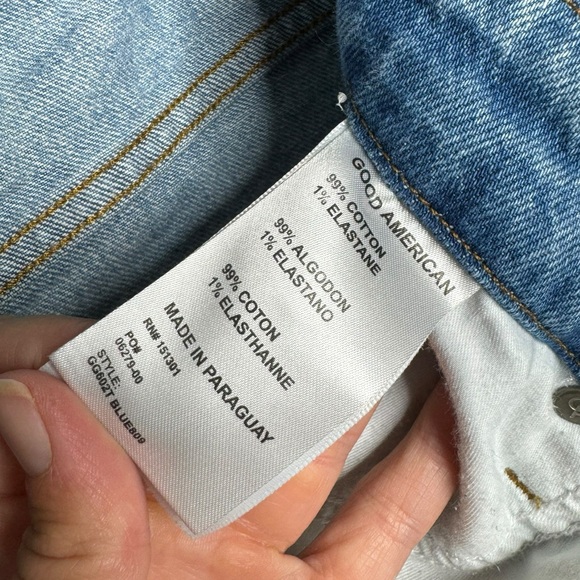 GOOD AMERICAN
99% COTTON
1% ELASTANE
99% ALGODON
1% ELASTANO
99% COTON
1% ELASTHANNE
MADE IN PARAGUAY
RN# 151301
PO#
06279-00
STYLE:
GG602T BLUE809